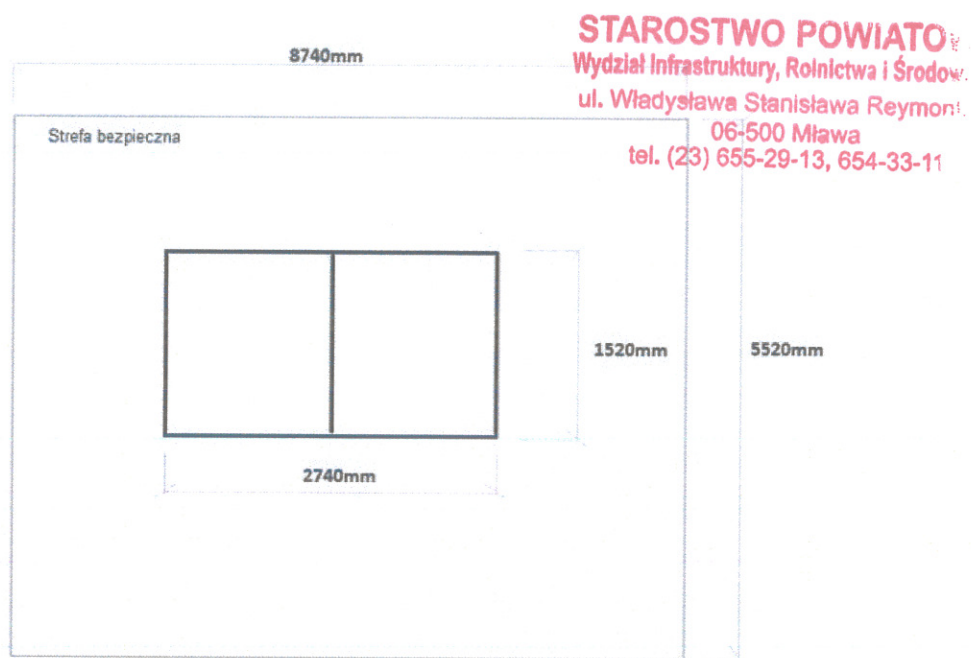 STAROSTWO POWIATO
Wydział Infrastruktury, Rolnictwa i Środow
ul. Władysława Stanisława Reymon
06-500 Mława
tel. (23) 655-29-13, 654-33-11
8740mm
Strefa bezpieczna
1520mm
5520mm
2740mm